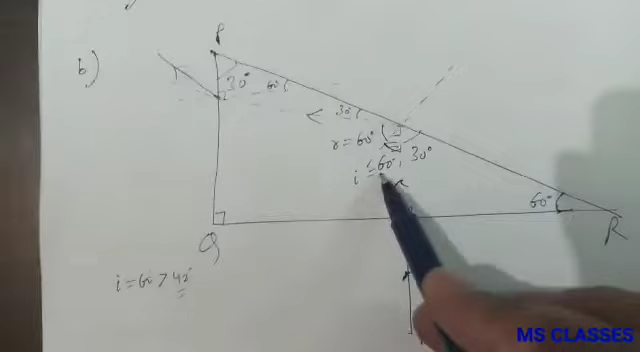 b)
P
30°
60°
30°
r = 60°
i = 60°, 30°
60°
Q
R
i = 60 > 42°
MS CLASSES